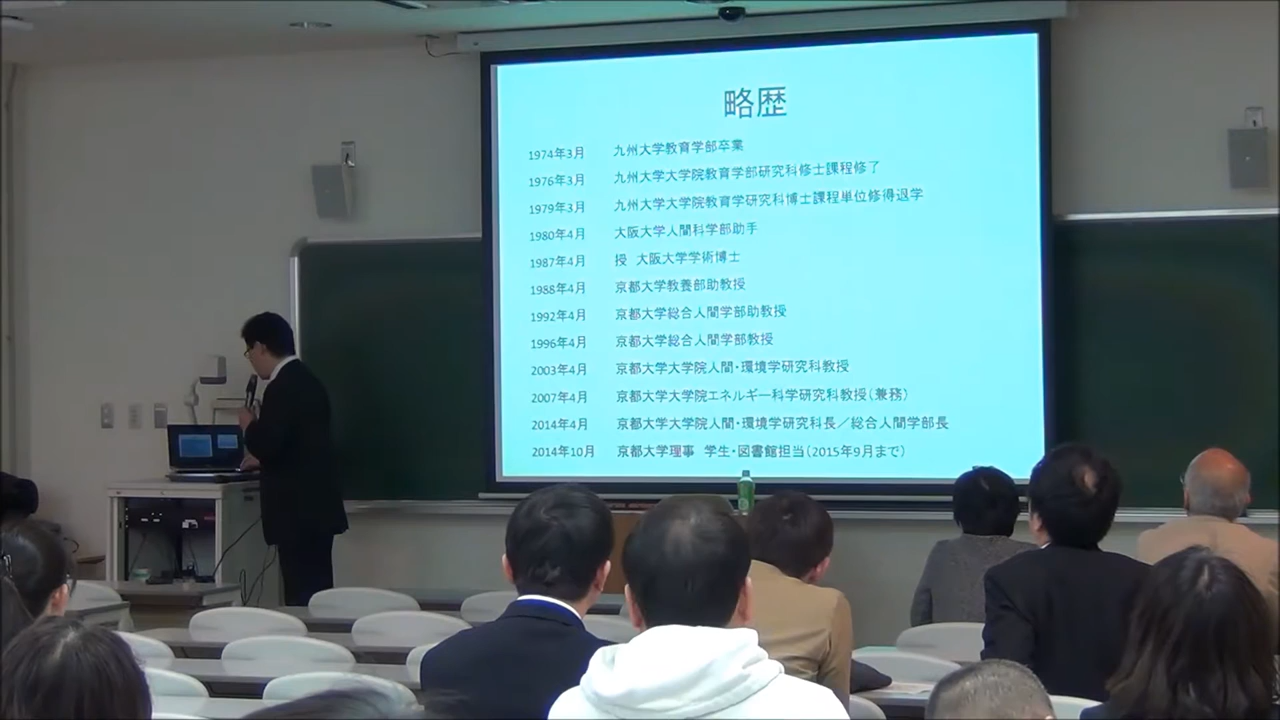 略歴
1974年3月 九州大学教育学部卒業
1976年3月 九州大学大学院教育学部研究科修士課程修了
1979年3月 九州大学大学院教育学研究科博士課程単位修得退学
1980年4月 大阪大学人間科学部助手
1987年4月 授 大阪大学学術博士
1988年4月 京都大学教養部助教授
1992年4月 京都大学総合人間学部助教授
1996年4月 京都大学総合人間学部教授
2003年4月 京都大学大学院人間・環境学研究科教授
2007年4月 京都大学大学院エネルギー科学研究科教授(兼務)
2014年4月 京都大学大学院人間・環境学研究科長/総合人間学部長
2014年10月 京都大学理事 学生・図書館担当(2015年9月まで)